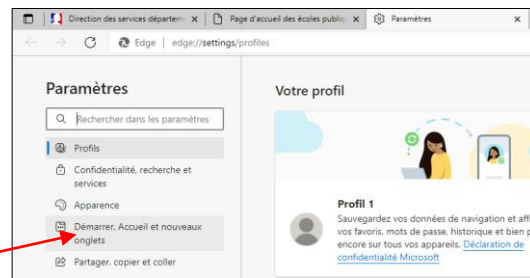 Direction des services départem
Page d'accueil des écoles publiq
Paramètres
Edge | edge://settings/profiles
Paramètres
Rechercher dans les paramètres
Profils
Confidentialité, recherche et
services
Apparence
Démarrer, Accueil et nouveaux
onglets
Partager, copier et coller
Votre profil
Profil 1
Sauvegardez vos données de navigation et affi
vos favoris, mots de passe, historique et bien p
encore sur tous vos appareils. Déclaration de
confidentialité Microsoft